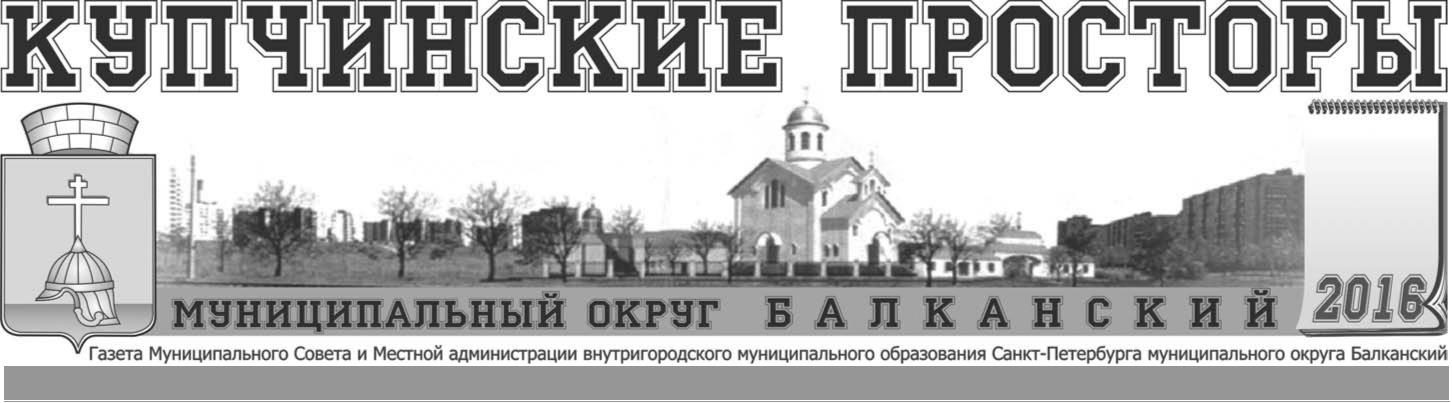 КУПЧИНСКИЕ ПРОСТОРЫ
2016
МУНИЦИПАЛЬНЫЙ ОКРУГ БАЛКАНСКИЙ
Газета Муниципального Совета и Местной администрации внутригородского муниципального образования Санкт-Петербурга муниципального округа Балканский